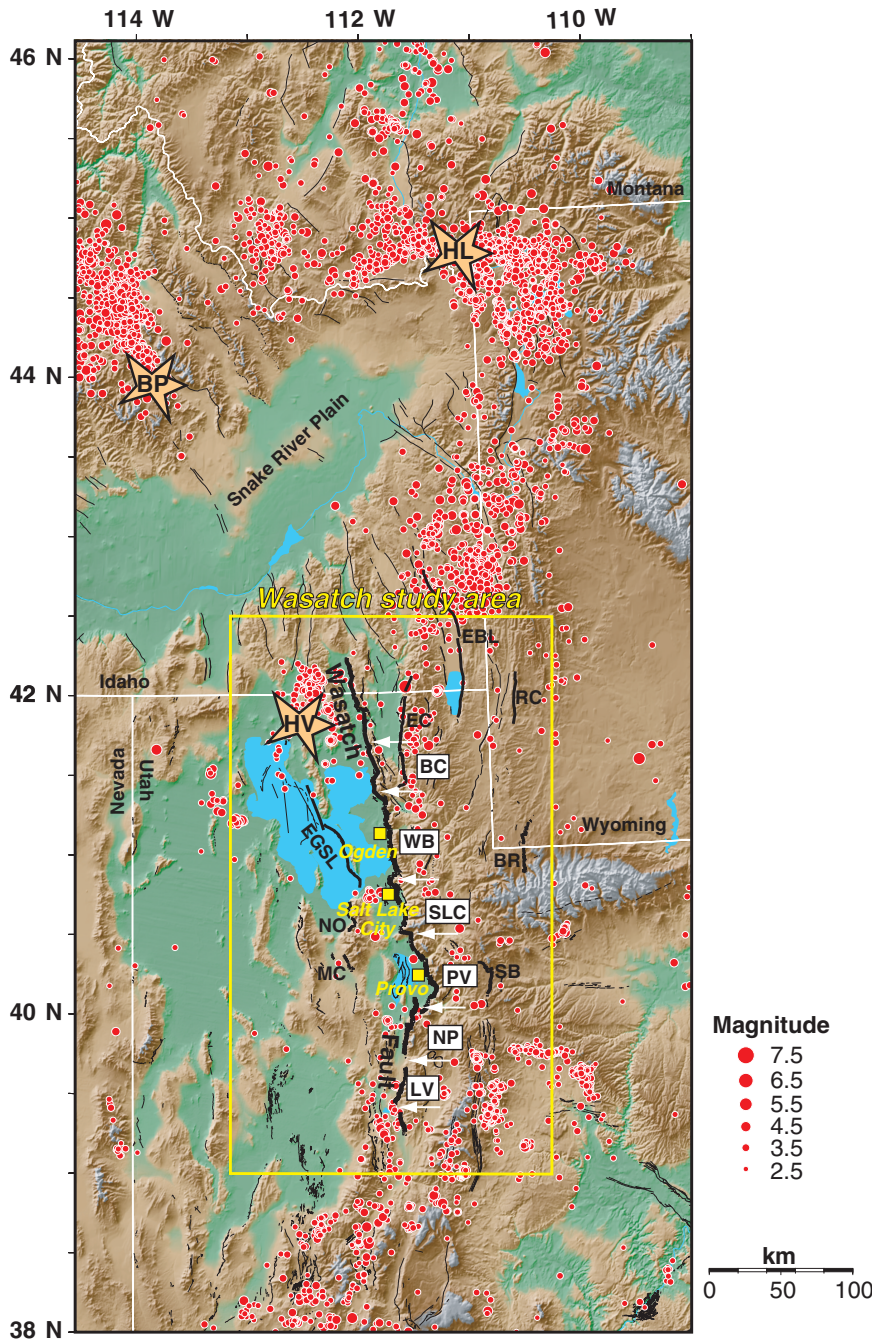 114 W
112 W
110 W
46 N
Montana
HL
44 N
BP
Snake River Plain
Wasatch study area
EBL
42 N
Idaho
Wasatch
RC
HV
EC
Nevada
Utah
BC
EGSL
WB
Wyoming
Ogden
BR
Salt Lake
City
SLC
NO
MC
PV
SB
40 N
Provo
NP
Fault
LV
38 N
Magnitude
7.5
6.5
5.5
4.5
3.5
2.5
km
0 50 100